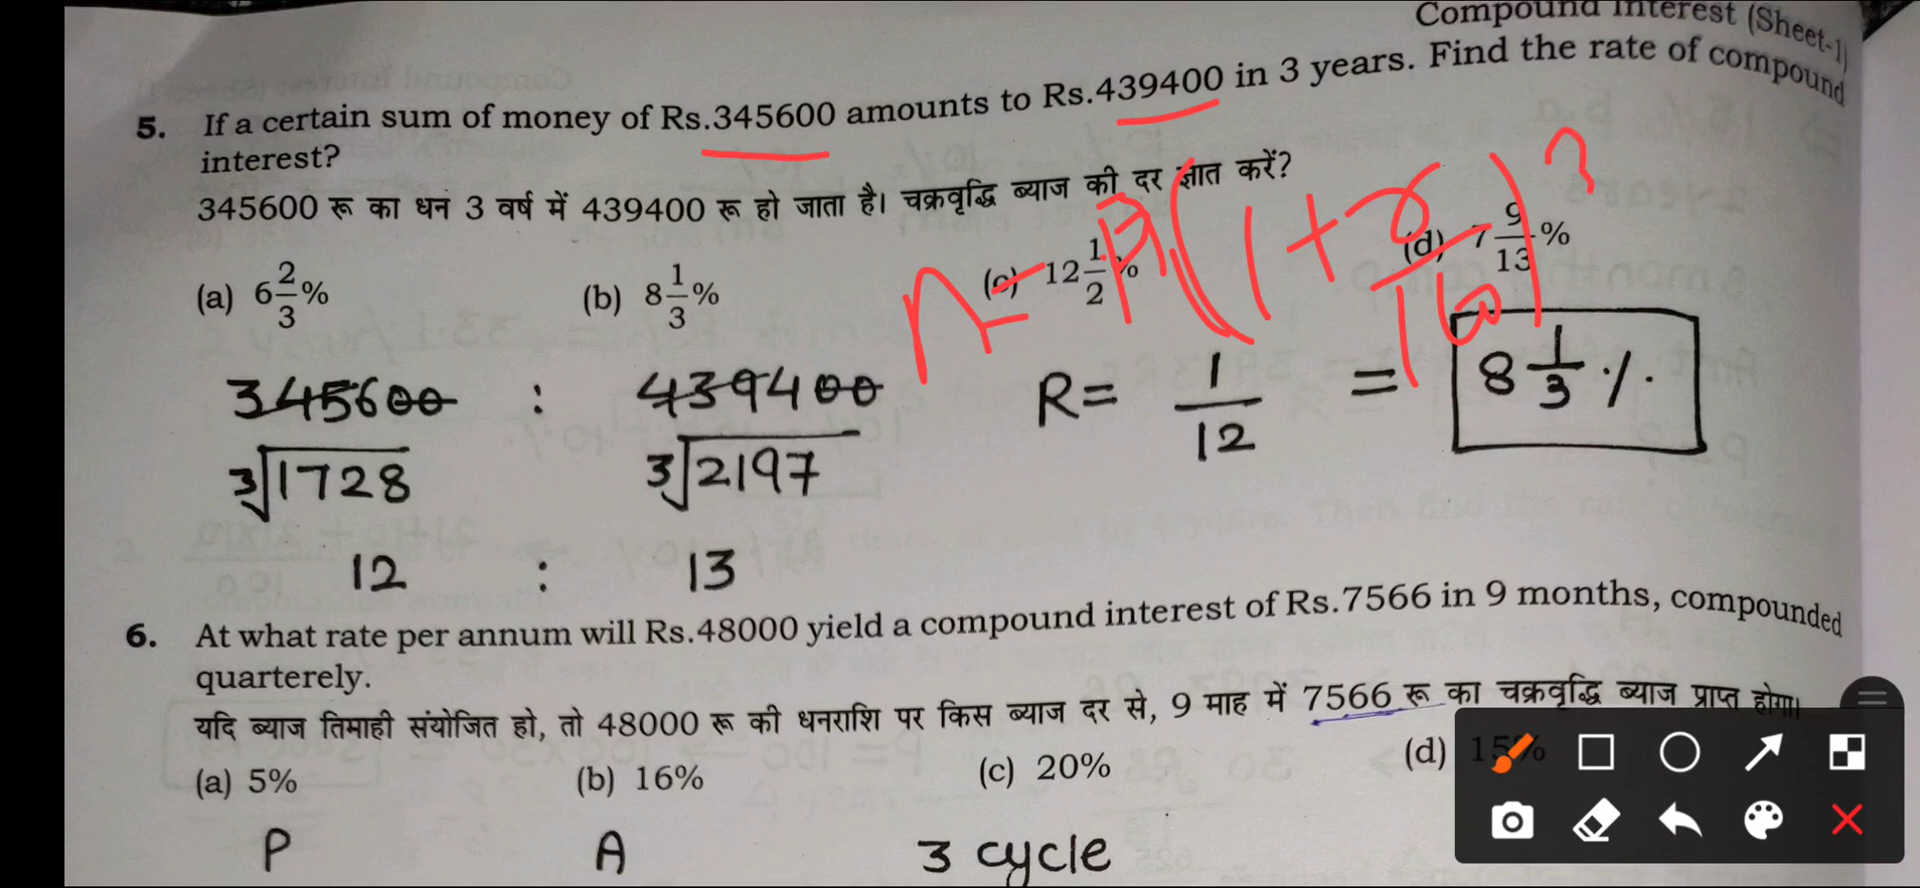 Compound Interest (Sheet-1)
5. If a certain sum of money of Rs.345600 amounts to Rs.439400 in 3 years. Find the rate of compound
interest?
345600 रू का धन 3 वर्ष में 439400 रू हो जाता है। चक्रवृद्धि ब्याज की दर ज्ञात करें?
(a) 6 2/3 % (b) 8 1/3 % (c) 12 1/2 % (d) 7 9/13 %
A = P(1 + r/100)^3
345600 : 439400 R = 1/12 = 8 1/3 %.
∛1728 ∛2197
12 : 13
6. At what rate per annum will Rs.48000 yield a compound interest of Rs.7566 in 9 months, compounded
quarterely.
यदि ब्याज तिमाही संयोजित हो, तो 48000 रू की धनराशि पर किस ब्याज दर से, 9 माह में 7566 रू का चक्रवृद्धि ब्याज प्राप्त होगा।
(a) 5% (b) 16% (c) 20% (d) 15%
P A 3 cycle